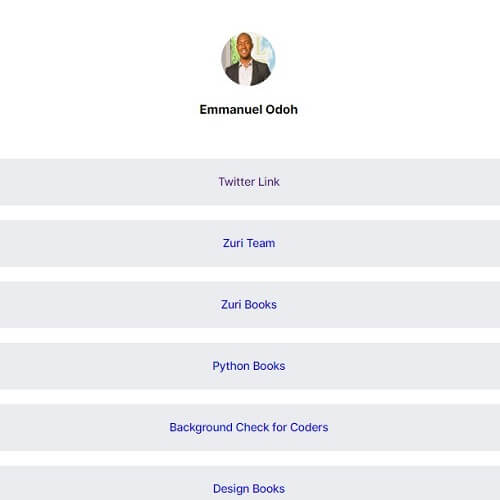 Emmanuel Odoh
Twitter Link
Zuri Team
Zuri Books
Python Books
Background Check for Coders
Design Books